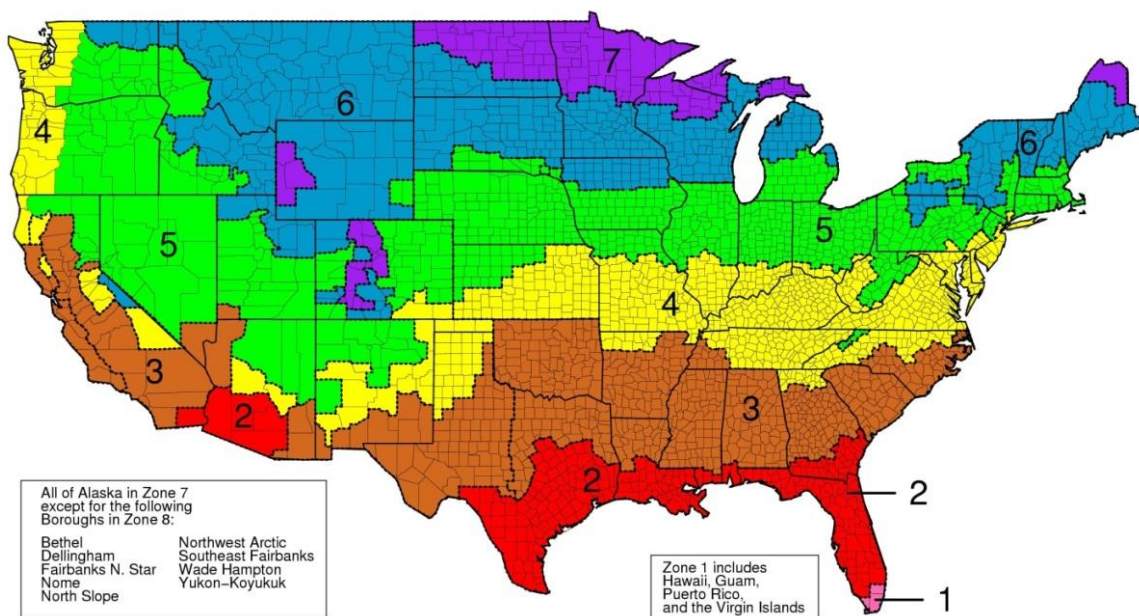 7
6
6
4
5
5
4
3
3
2
2
2
1
All of Alaska in Zone 7
except for the following
Boroughs in Zone 8:
Bethel
Dellingham
Fairbanks N. Star
Nome
North Slope
Northwest Arctic
Southeast Fairbanks
Wade Hampton
Yukon-Koyukuk
Zone 1 includes
Hawaii, Guam,
Puerto Rico,
and the Virgin Islands